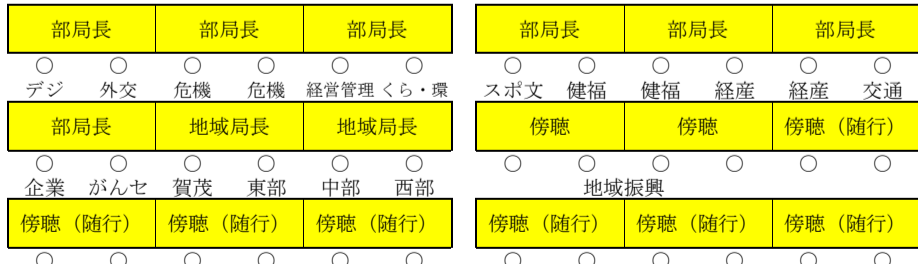 部局長 部局長 部局長 部局長 部局長 部局長
○ ○ ○ ○ ○ ○ ○ ○ ○ ○ ○ ○
デジ 外交 危機 危機 経営管理 くら・環 スポ文 健福 健福 経産 経産 交通
部局長 地域局長 地域局長 傍聴 傍聴 傍聴（随行）
○ ○ ○ ○ ○ ○ ○ ○ ○ ○ ○ ○
企業 がんセ 賀茂 東部 中部 西部 地域振興
傍聴（随行） 傍聴（随行） 傍聴（随行） 傍聴（随行） 傍聴（随行） 傍聴（随行）
○ ○ ○ ○ ○ ○ ○ ○ ○ ○ ○ ○